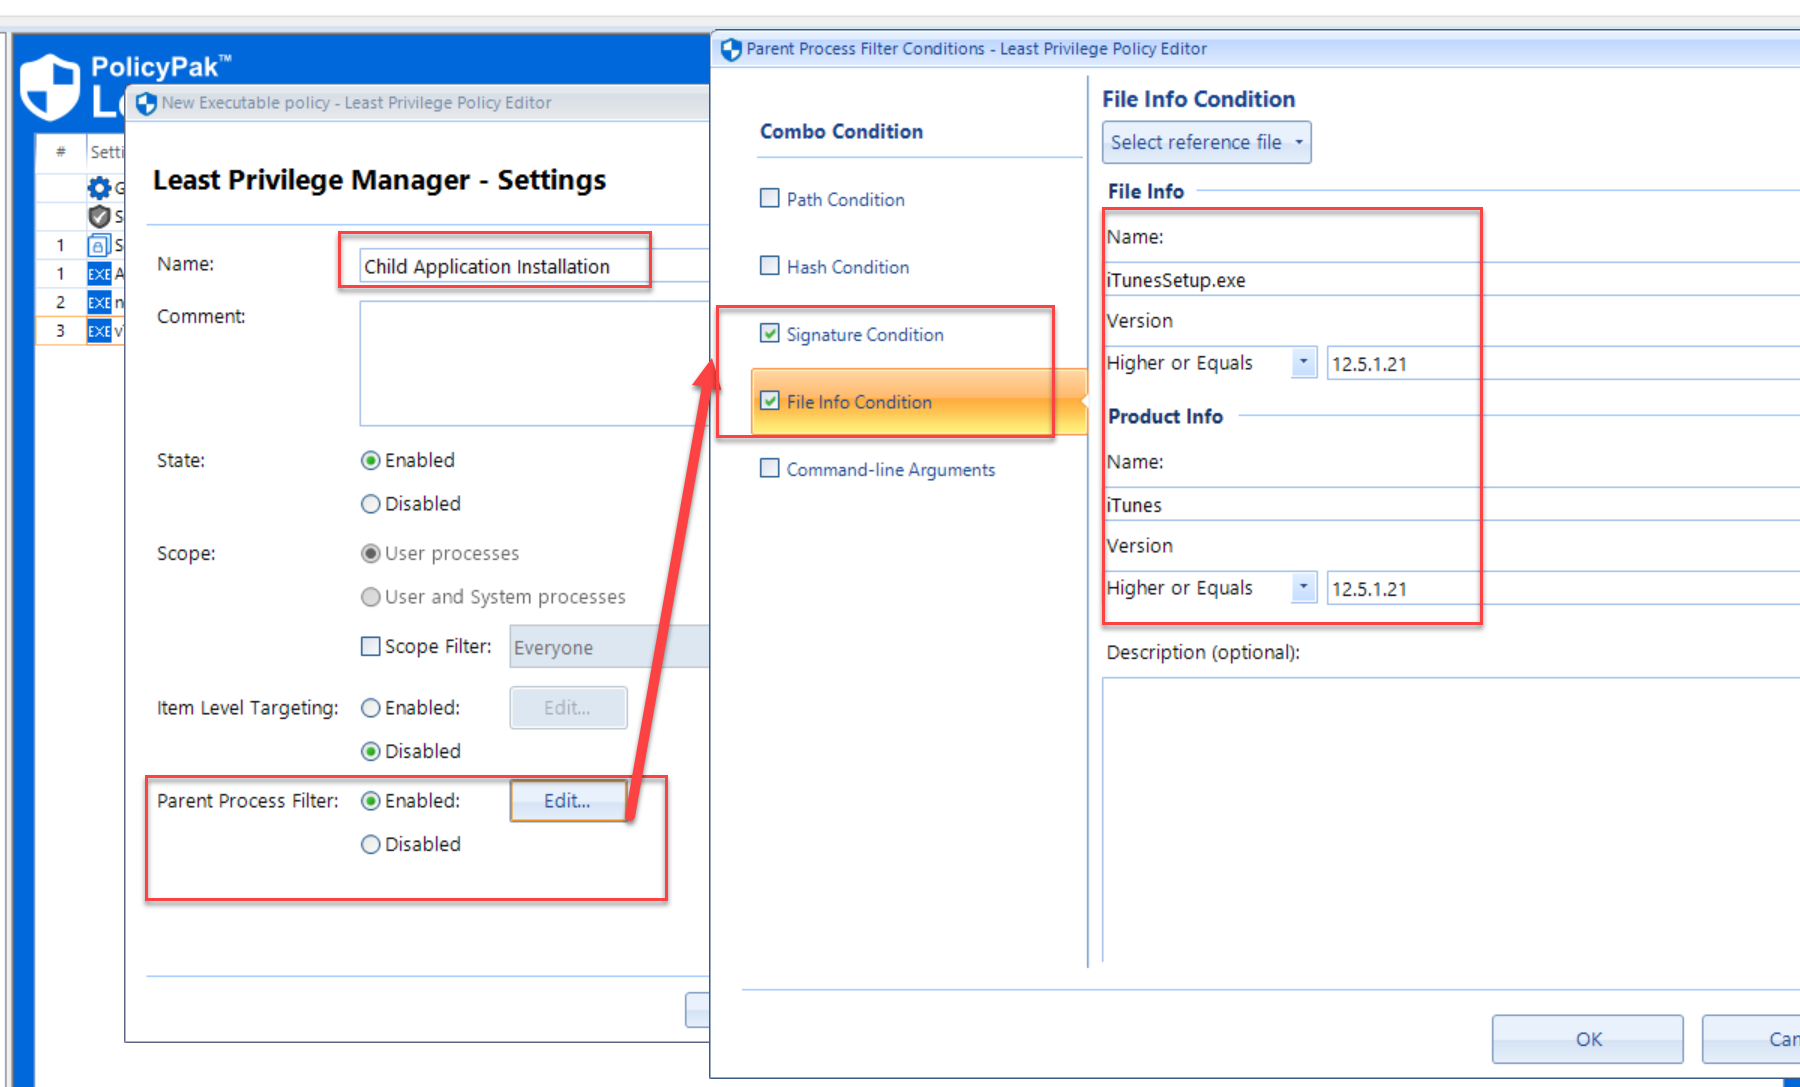 PolicyPak™
#
1
1
2
3
New Executable policy - Least Privilege Policy Editor
Least Privilege Manager - Settings
Name:
Child Application Installation
Comment:
State:
Enabled
Disabled
Scope:
User processes
User and System processes
Scope Filter:
Everyone
Item Level Targeting:
Enabled:
Edit...
Disabled
Parent Process Filter:
Enabled:
Edit...
Disabled
Parent Process Filter Conditions - Least Privilege Policy Editor
Combo Condition
Path Condition
Hash Condition
Signature Condition
File Info Condition
Command-line Arguments
File Info Condition
Select reference file
File Info
Name:
iTunesSetup.exe
Version
Higher or Equals
12.5.1.21
Product Info
Name:
iTunes
Version
Higher or Equals
12.5.1.21
Description (optional):
OK